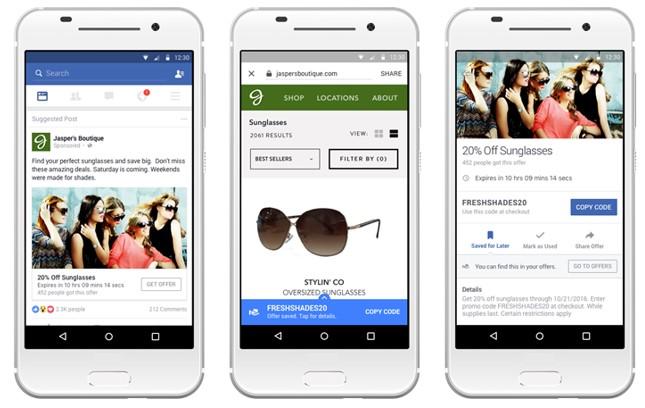 12:30
Search
Suggested Post
Jasper's Boutique
Sponsored
Find your perfect sunglasses and save big. Don't miss
these amazing deals. Saturday is coming. Weekends
were made for shades.
20% Off Sunglasses
Expires in 10 hrs 09 mins 14 secs
452 people got this offer
GET OFFER
2.3K people
212 Comments
12:30
jaspersboutique.com
SHARE
SHOP
LOCATIONS
ABOUT
Sunglasses
2061 RESULTS
VIEW:
BEST SELLERS
FILTER BY (0)
STYLIN' CO
OVERSIZED SUNGLASSES
FRESHSHADES20
Offer saved. Tap for details.
COPY CODE
12:30
20% Off Sunglasses
452 people got this offer
Expires in 10 hrs 09 mins 14 secs
FRESHSHADES20
Use this code at checkout
COPY CODE
Saved for Later
Mark as Used
Share Offer
You can find this in your offers.
GO TO OFFERS
Details
Get 20% off sunglasses through 10/21/2016. Enter
promo code FRESHSHADES20 at checkout. While
supplies last. Certain restrictions apply